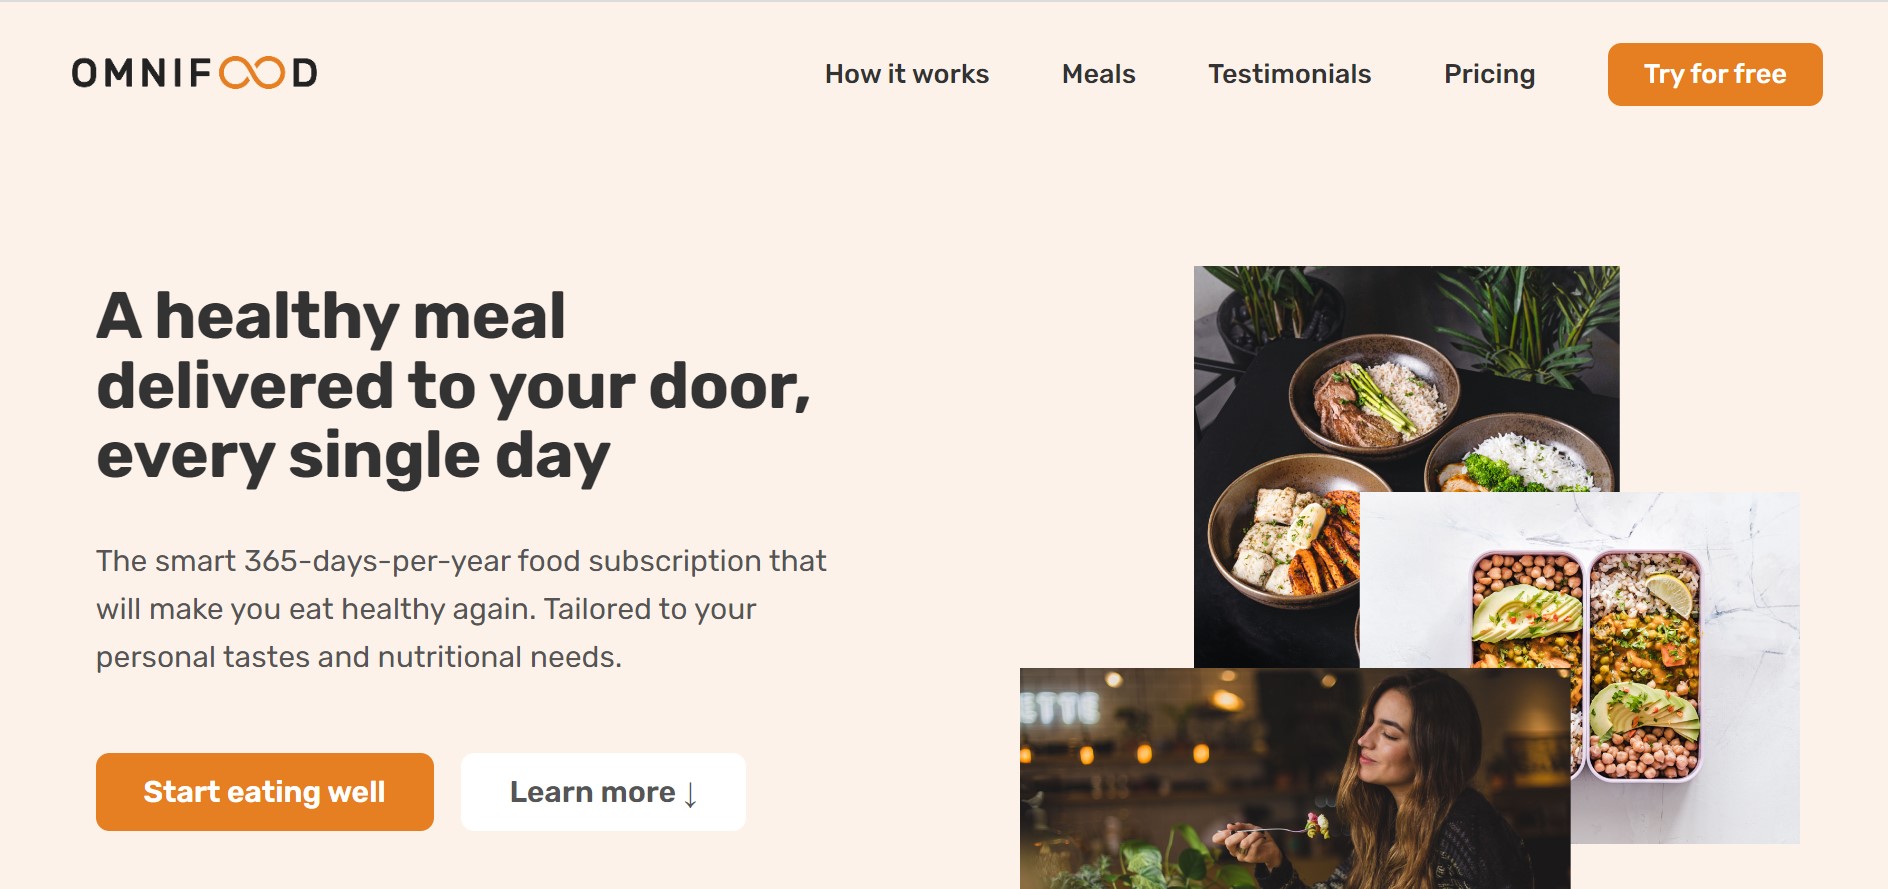 OMNIFOOD
How it works
Meals
Testimonials
Pricing
Try for free
A healthy meal
delivered to your door,
every single day
The smart 365-days-per-year food subscription that
will make you eat healthy again. Tailored to your
personal tastes and nutritional needs.
Start eating well
Learn more ↓
ETTE